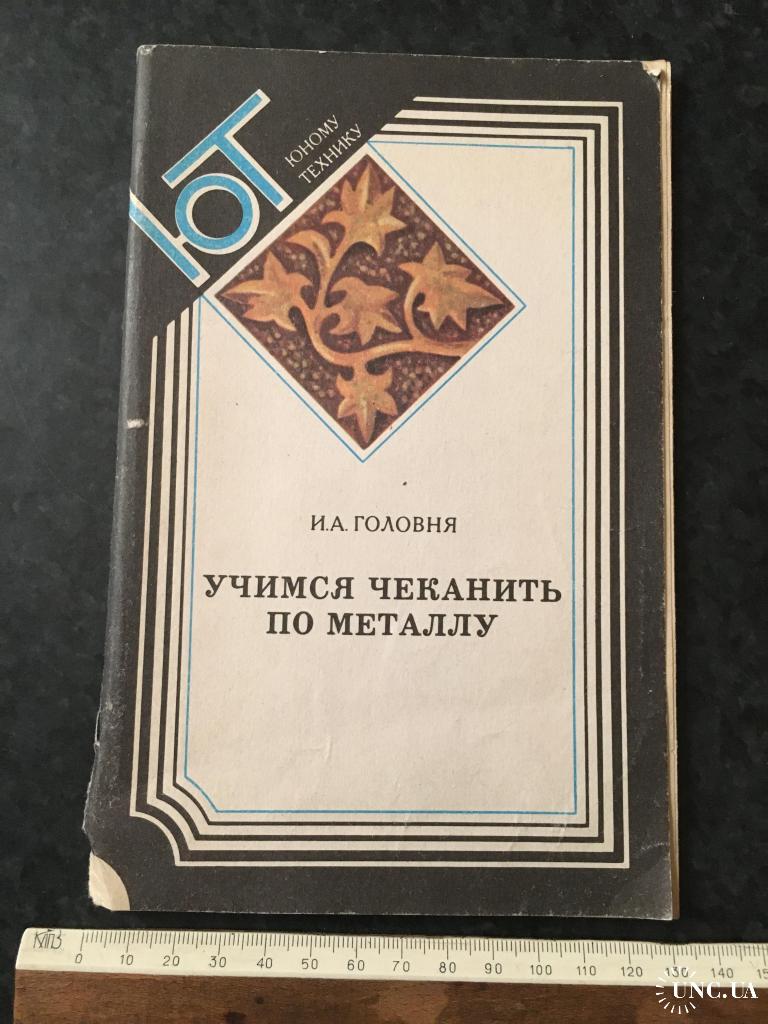 ЮТ
ЮНОМУ
ТЕХНИКУ
И.А. ГОЛОВНЯ
УЧИМСЯ ЧЕКАНИТЬ
ПО МЕТАЛЛУ
0 10 20 30 40 50 60 70 80 90 100 110 120 130 140
UNC.UA